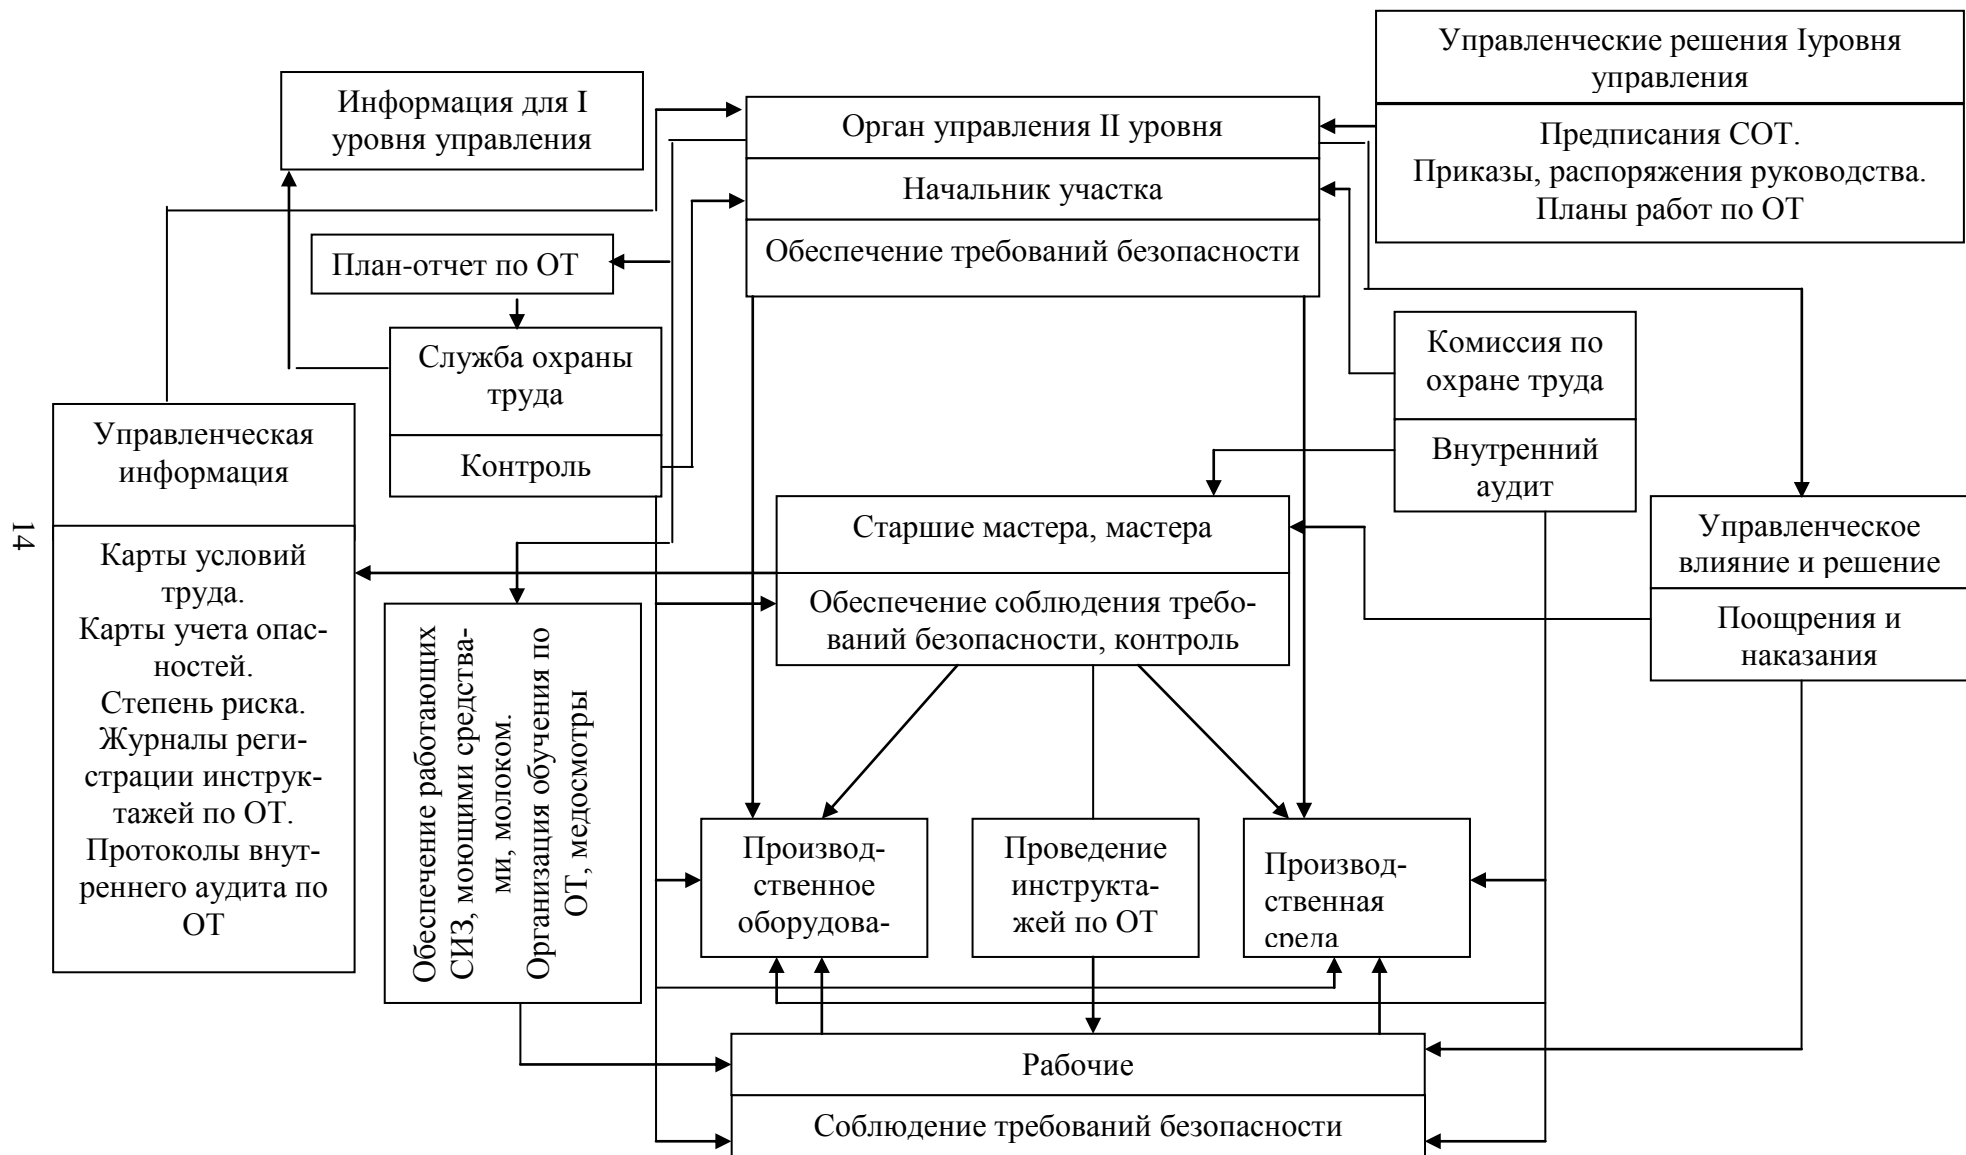 Управленческие решения Iуровня
управления
Предписания СОТ.
Приказы, распоряжения руководства.
Планы работ по ОТ
Информация для I
уровня управления
Орган управления II уровня
Начальник участка
Обеспечение требований безопасности
План-отчет по ОТ
Служба охраны
труда
Контроль
Комиссия по
охране труда
Внутренний
аудит
Управленческая
информация
Карты условий
труда.
Карты учета опас-
ностей.
Степень риска.
Журналы реги-
страции инструк-
тажей по ОТ.
Протоколы внут-
реннего аудита по
ОТ
14
Старшие мастера, мастера
Обеспечение соблюдения требо-
ваний безопасности, контроль
Управленческое
влияние и решение
Поощрения и
наказания
Обеспечение работающих
СИЗ, моющими средства-
ми, молоком.
Организация обучения по
ОТ, медосмотры
Производ-
ственное
оборудова-
Проведение
инструкта-
жей по ОТ
Производ-
ственная
среда
Рабочие
Соблюдение требований безопасности